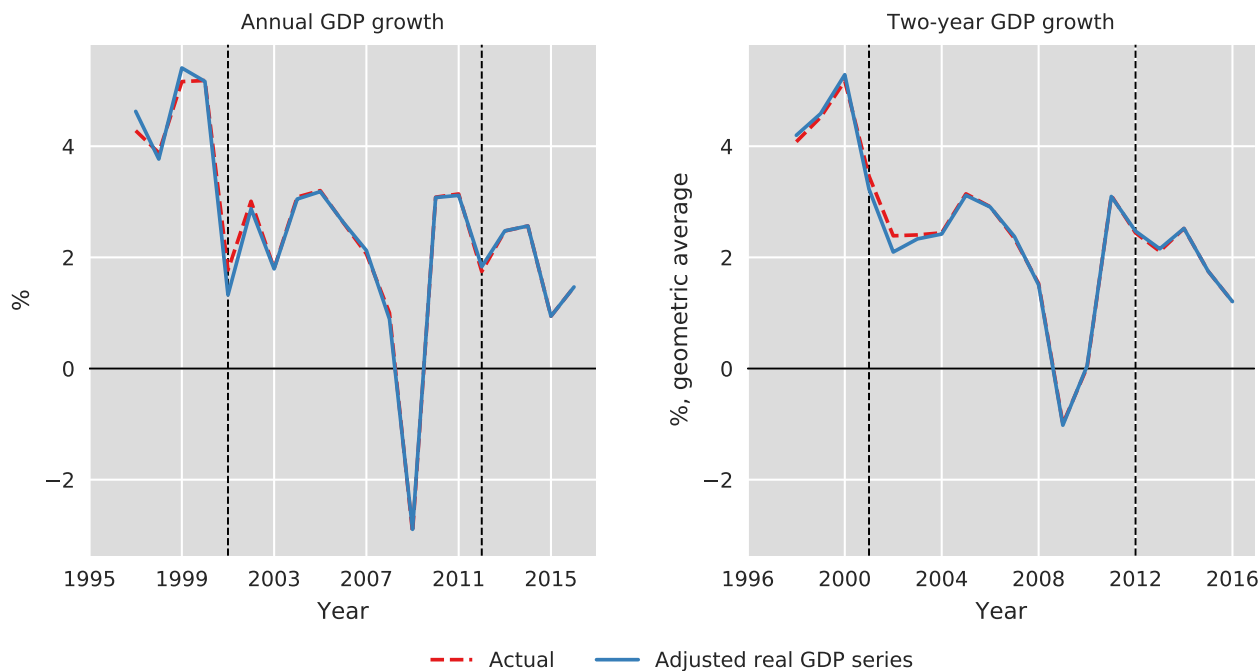 Annual GDP growth
%
4
2
0
−2
1995 1999 2003 2007 2011 2015
Year
Two-year GDP growth
%, geometric average
4
2
0
−2
1996 2000 2004 2008 2012 2016
Year
Actual
Adjusted real GDP series